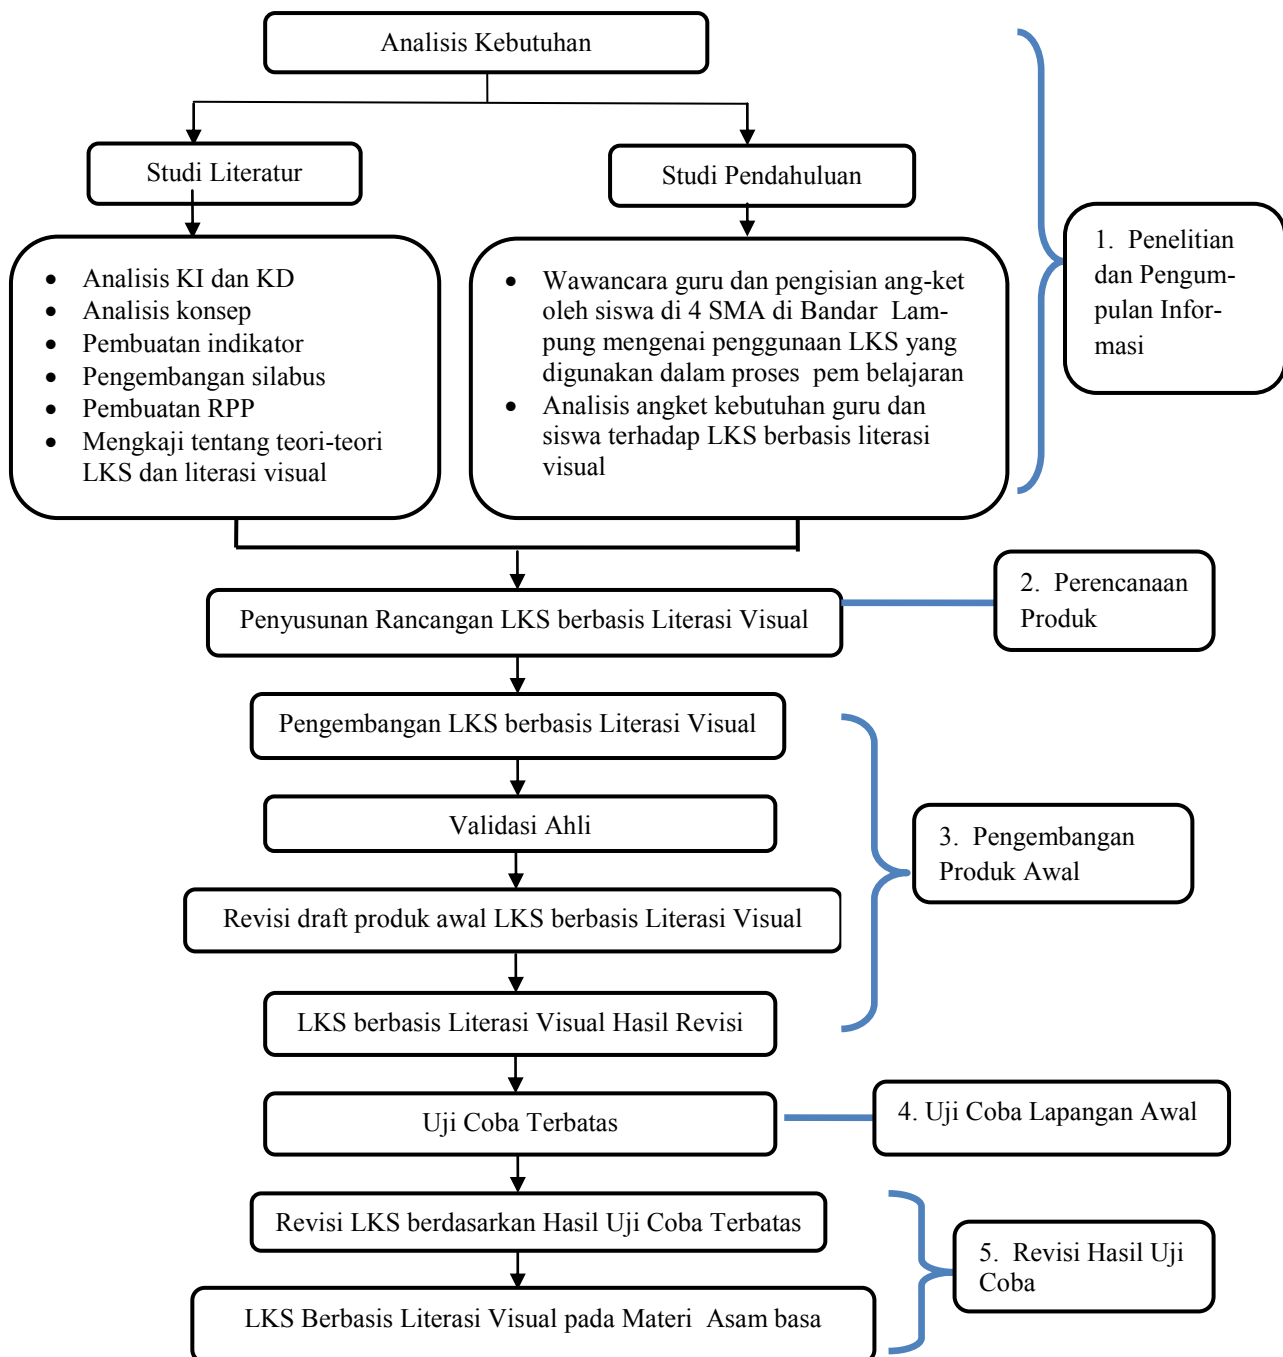 Analisis Kebutuhan
Studi Literatur
Studi Pendahuluan
• Analisis KI dan KD
• Analisis konsep
• Pembuatan indikator
• Pengembangan silabus
• Pembuatan RPP
• Mengkaji tentang teori-teori
LKS dan literasi visual
• Wawancara guru dan pengisian ang-ket
oleh siswa di 4 SMA di Bandar Lam-
pung mengenai penggunaan LKS yang
digunakan dalam proses pem belajaran
• Analisis angket kebutuhan guru dan
siswa terhadap LKS berbasis literasi
visual
1. Penelitian
dan Pengum-
pulan Infor-
masi
Penyusunan Rancangan LKS berbasis Literasi Visual
2. Perencanaan
Produk
Pengembangan LKS berbasis Literasi Visual
Validasi Ahli
Revisi draft produk awal LKS berbasis Literasi Visual
LKS berbasis Literasi Visual Hasil Revisi
3. Pengembangan
Produk Awal
Uji Coba Terbatas
4. Uji Coba Lapangan Awal
Revisi LKS berdasarkan Hasil Uji Coba Terbatas
LKS Berbasis Literasi Visual pada Materi Asam basa
5. Revisi Hasil Uji
Coba